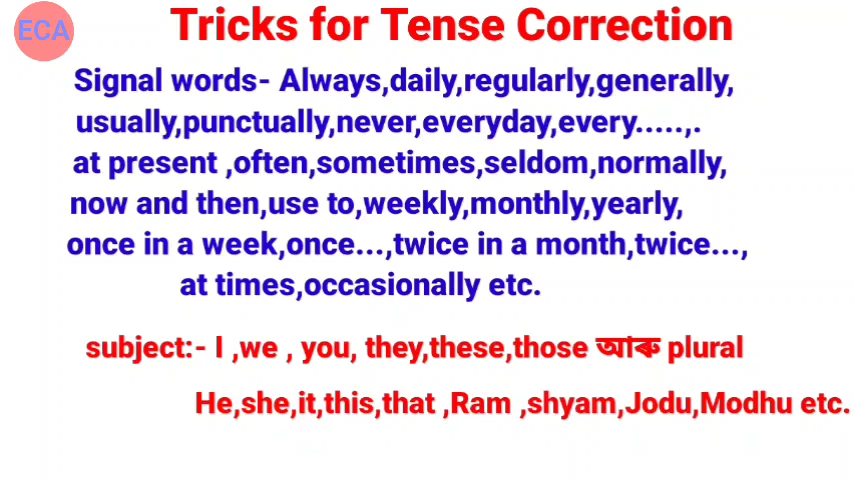 ECA
Tricks for Tense Correction
Signal words- Always,daily,regularly,generally,
usually,punctually,never,everyday,every.....,.
at present ,often,sometimes,seldom,normally,
now and then,use to,weekly,monthly,yearly,
once in a week,once...,twice in a month,twice...,
at times,occasionally etc.
subject:- I ,we , you, they,these,those আৰু plural
He,she,it,this,that ,Ram ,shyam,Jodu,Modhu etc.